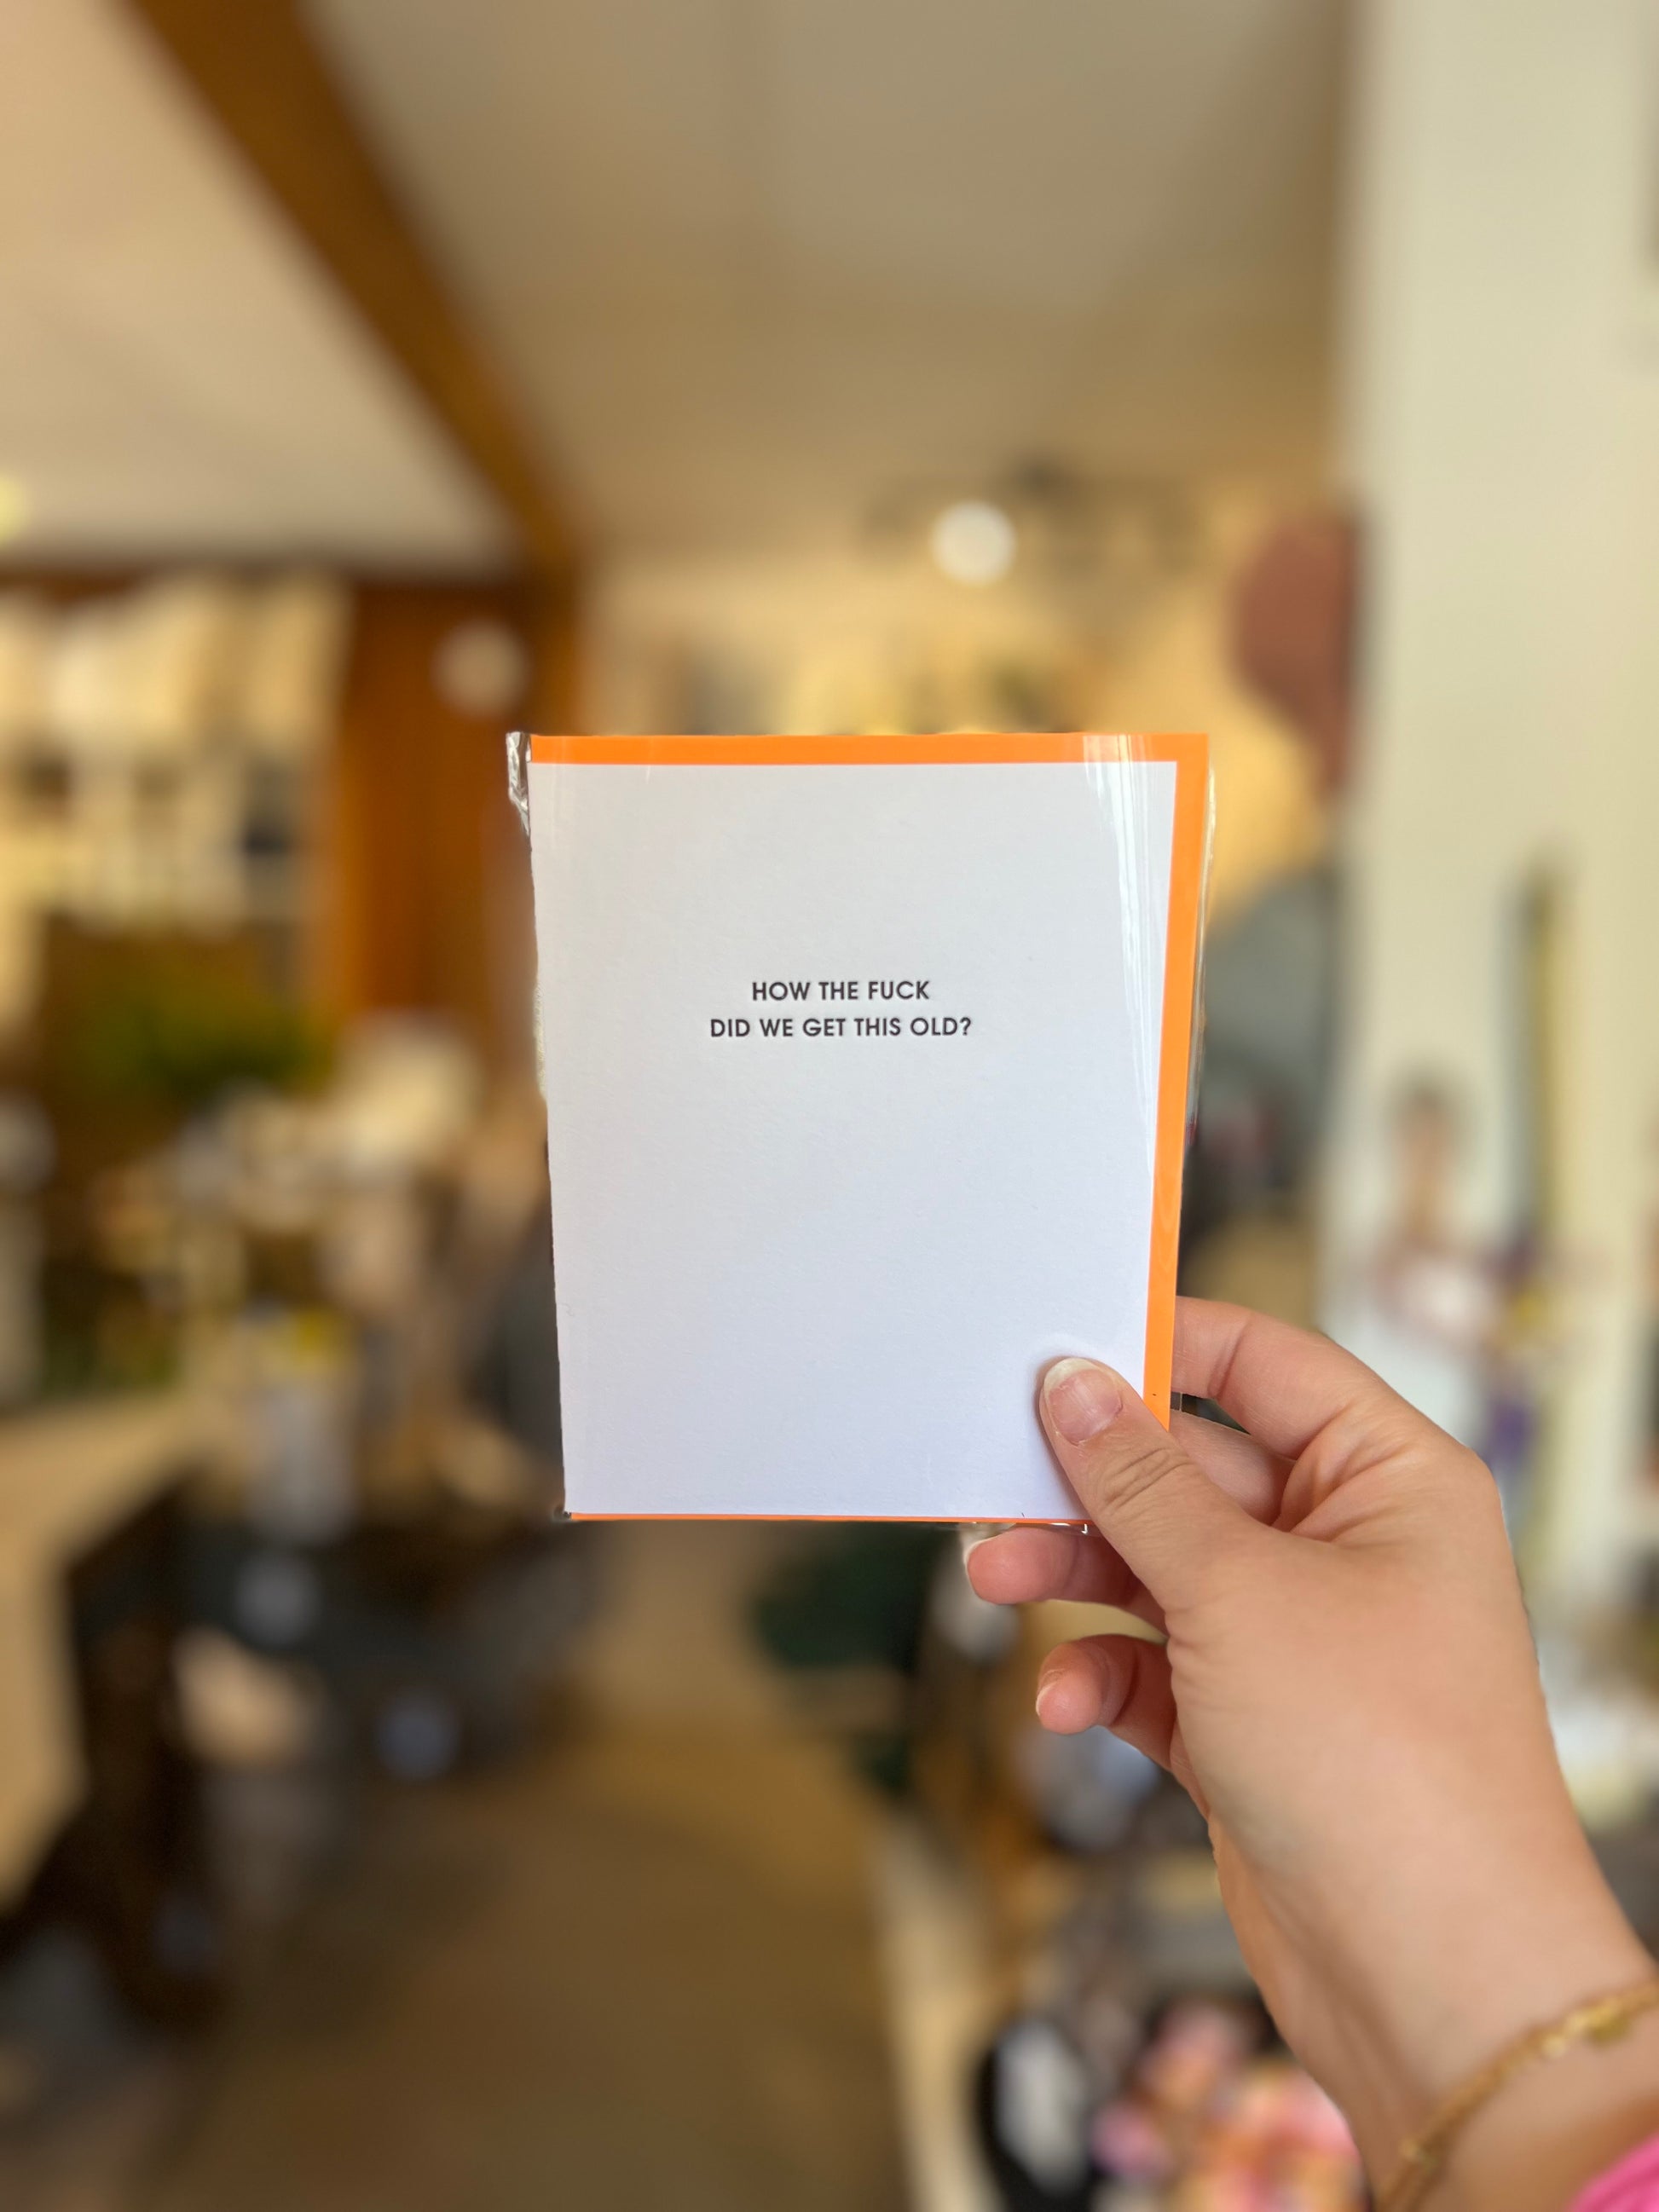 HOW THE FUCK
DID WE GET THIS OLD?